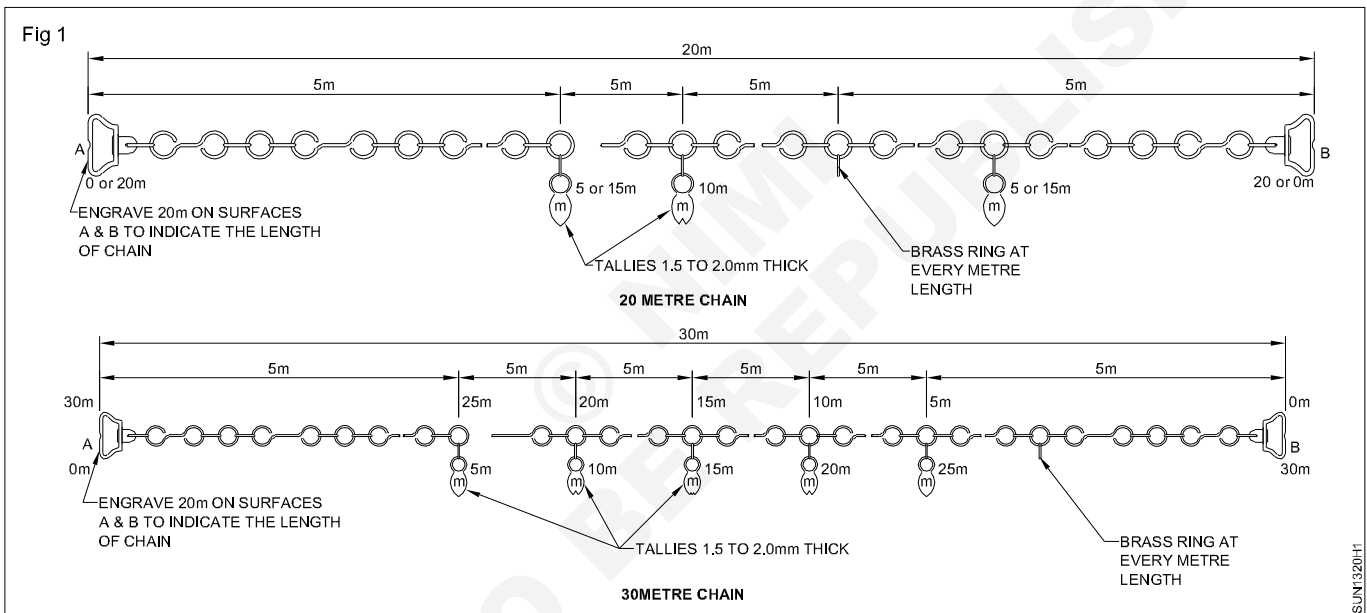 Fig 1
20m
5m 5m 5m 5m
A
B
0 or 20m
5 or 15m
10m
5 or 15m
20 or 0m
m m m
ENGRAVE 20m ON SURFACES
A & B TO INDICATE THE LENGTH
OF CHAIN
TALLIES 1.5 TO 2.0mm THICK
BRASS RING AT
EVERY METRE
LENGTH
20 METRE CHAIN
30m
5m 5m 5m 5m 5m 5m
30m 25m 20m 15m 10m 5m 0m
A
B
0m 5m 10m 15m 20m 25m 30m
m m m m m
ENGRAVE 20m ON SURFACES
A & B TO INDICATE THE LENGTH
OF CHAIN
TALLIES 1.5 TO 2.0mm THICK
BRASS RING AT
EVERY METRE
LENGTH
30METRE CHAIN
SUN1320H1
© NIMI
BE REPUBLISH